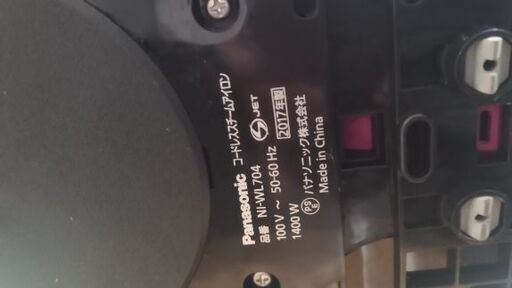 Panasonic コードレススチームアイロン
品番 NI-WL704
100 V ～ 50-60 Hz
1400 W
JET
2017年製
PS
E
パナソニック株式会社
Made in China